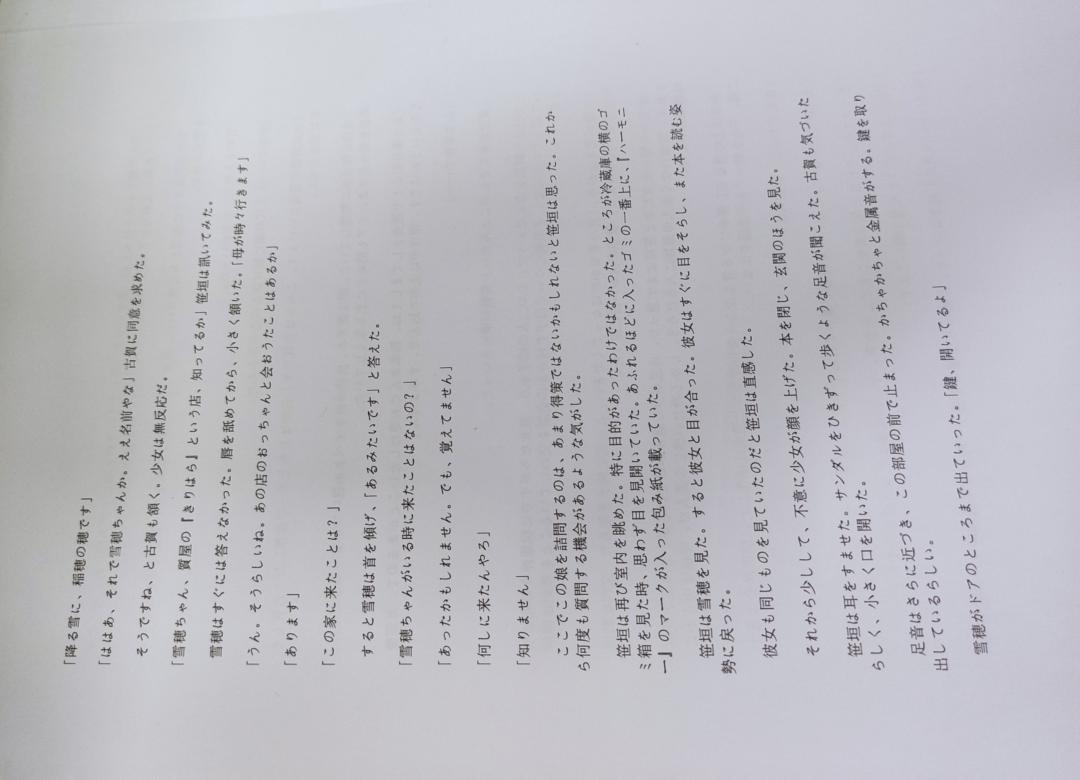 「降る雪に、稲穂の穂です」
「ははあ、それで雪穂ちゃんか。ええ名前やな」古賀に同意を求めた。
そうですね、と古賀も頷く。少女は無反応だ。
「雪穂ちゃん、質屋の『きりはら』という店、知ってるか」笹垣は訊いてみた。
雪穂はすぐには答えなかった。唇を舐めてから、小さく頷いた。「母が時々行きます」
「うん。そうらしいね。あの店のおっちゃんと会おうたことはあるか」
「あります」
「この家に来たことは?」
すると雪穂は首を傾げ、「あるみたいです」と答えた。
「雪穂ちゃんがいる時に来たことはないの?」
「あったかもしれません。でも、覚えてません」
「何しに来たんやろ」
「知りません」
ここでこの娘を詰問するのは、あまり得策ではないかもしれないと笹垣は思った。これか
ら何度も質問する機会があるような気がした。
笹垣は再び室内を眺めた。特に目的があったわけではなかった。ところが冷蔵庫の横のゴ
ミ箱を見た時、思わず目を見開いていた。あふれるほどに入ったゴミの一番上に、『ハーモニ
ー』のマークが入った包み紙が載っていた。
笹垣は雪穂を見た。すると彼女と目が合った。彼女はすぐに目をそらし、また本を読む姿
勢に戻った。
彼女も同じものを見ていたのだと笹垣は直感した。
それから少しして、不意に少女が顔を上げた。本を閉じ、玄関のほうを見た。
笹垣は耳をすませた。サンダルをひきずって歩くような足音が聞こえた。古賀も気づいた
らしく、小さく口を開いた。
足音はさらに近づき、この部屋の前で止まった。かちゃかちゃと金属音がする。鍵を取り
出しているらしい。
雪穂がドアのところまで出ていった。「鍵、開いてるよ」